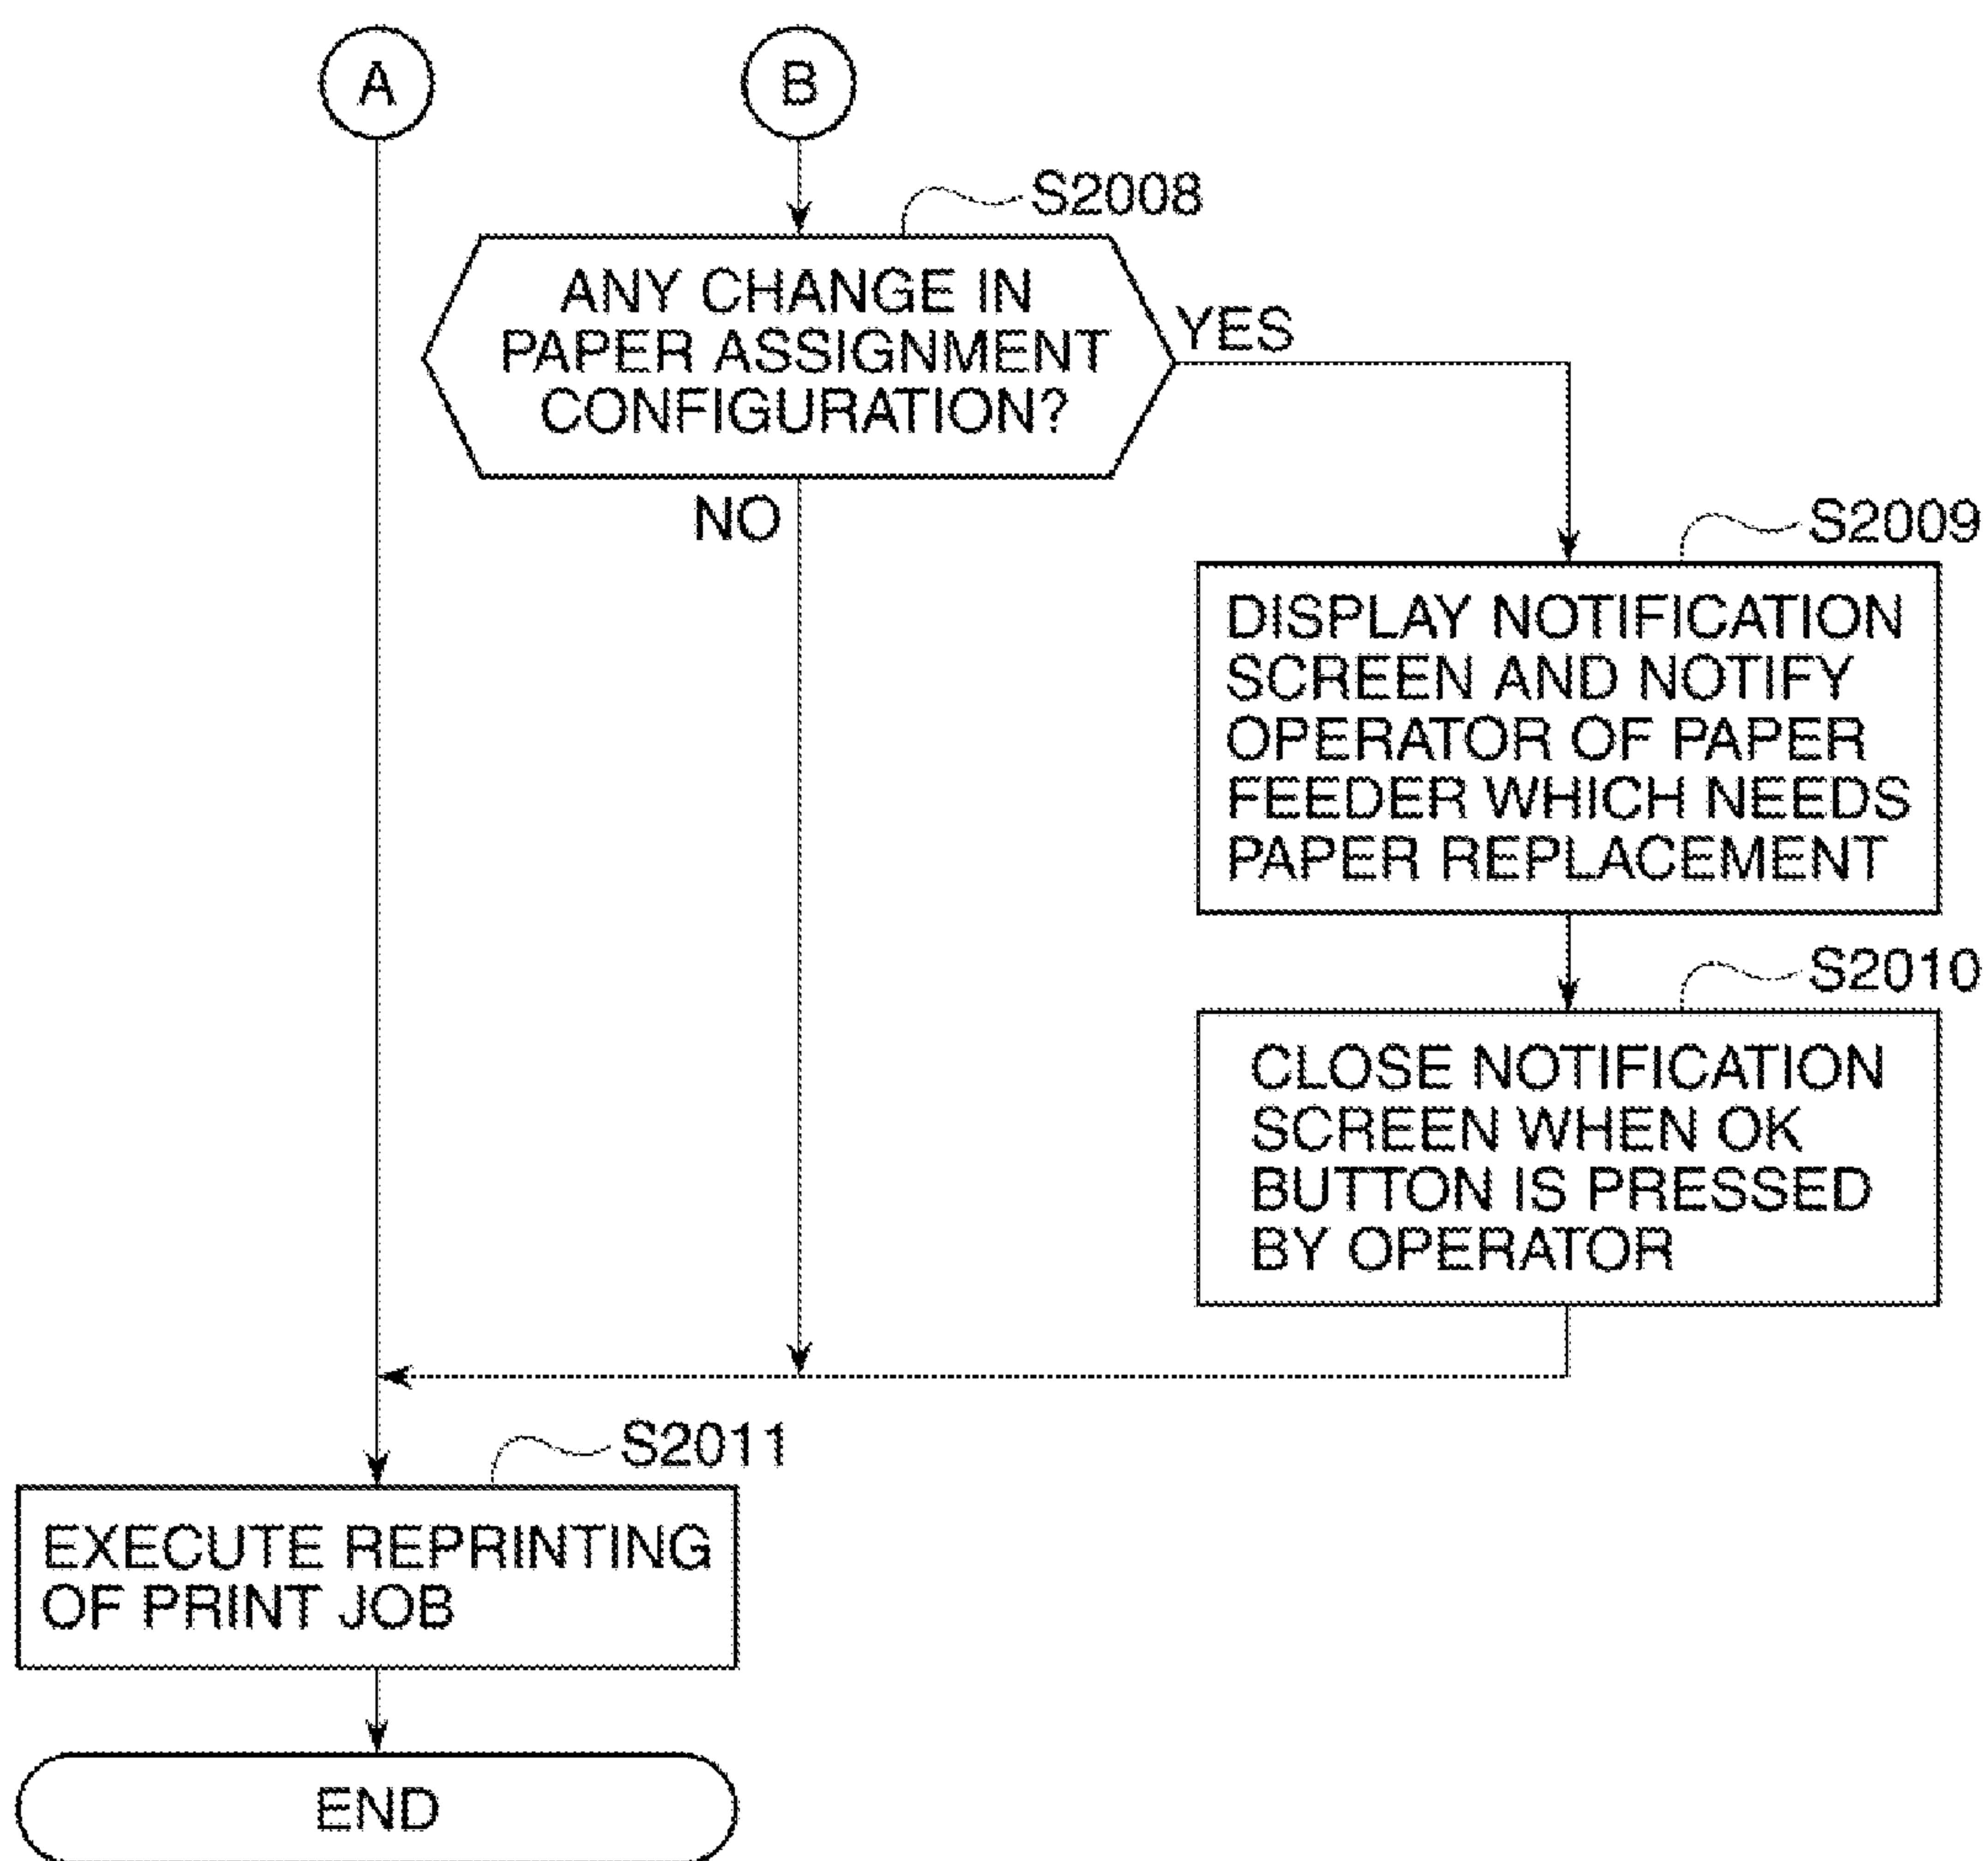 A
B
S2008
ANY CHANGE IN
PAPER ASSIGNMENT
CONFIGURATION?
YES
NO
S2009
DISPLAY NOTIFICATION
SCREEN AND NOTIFY
OPERATOR OF PAPER
FEEDER WHICH NEEDS
PAPER REPLACEMENT
S2010
CLOSE NOTIFICATION
SCREEN WHEN OK
BUTTON IS PRESSED
BY OPERATOR
S2011
EXECUTE REPRINTING
OF PRINT JOB
END